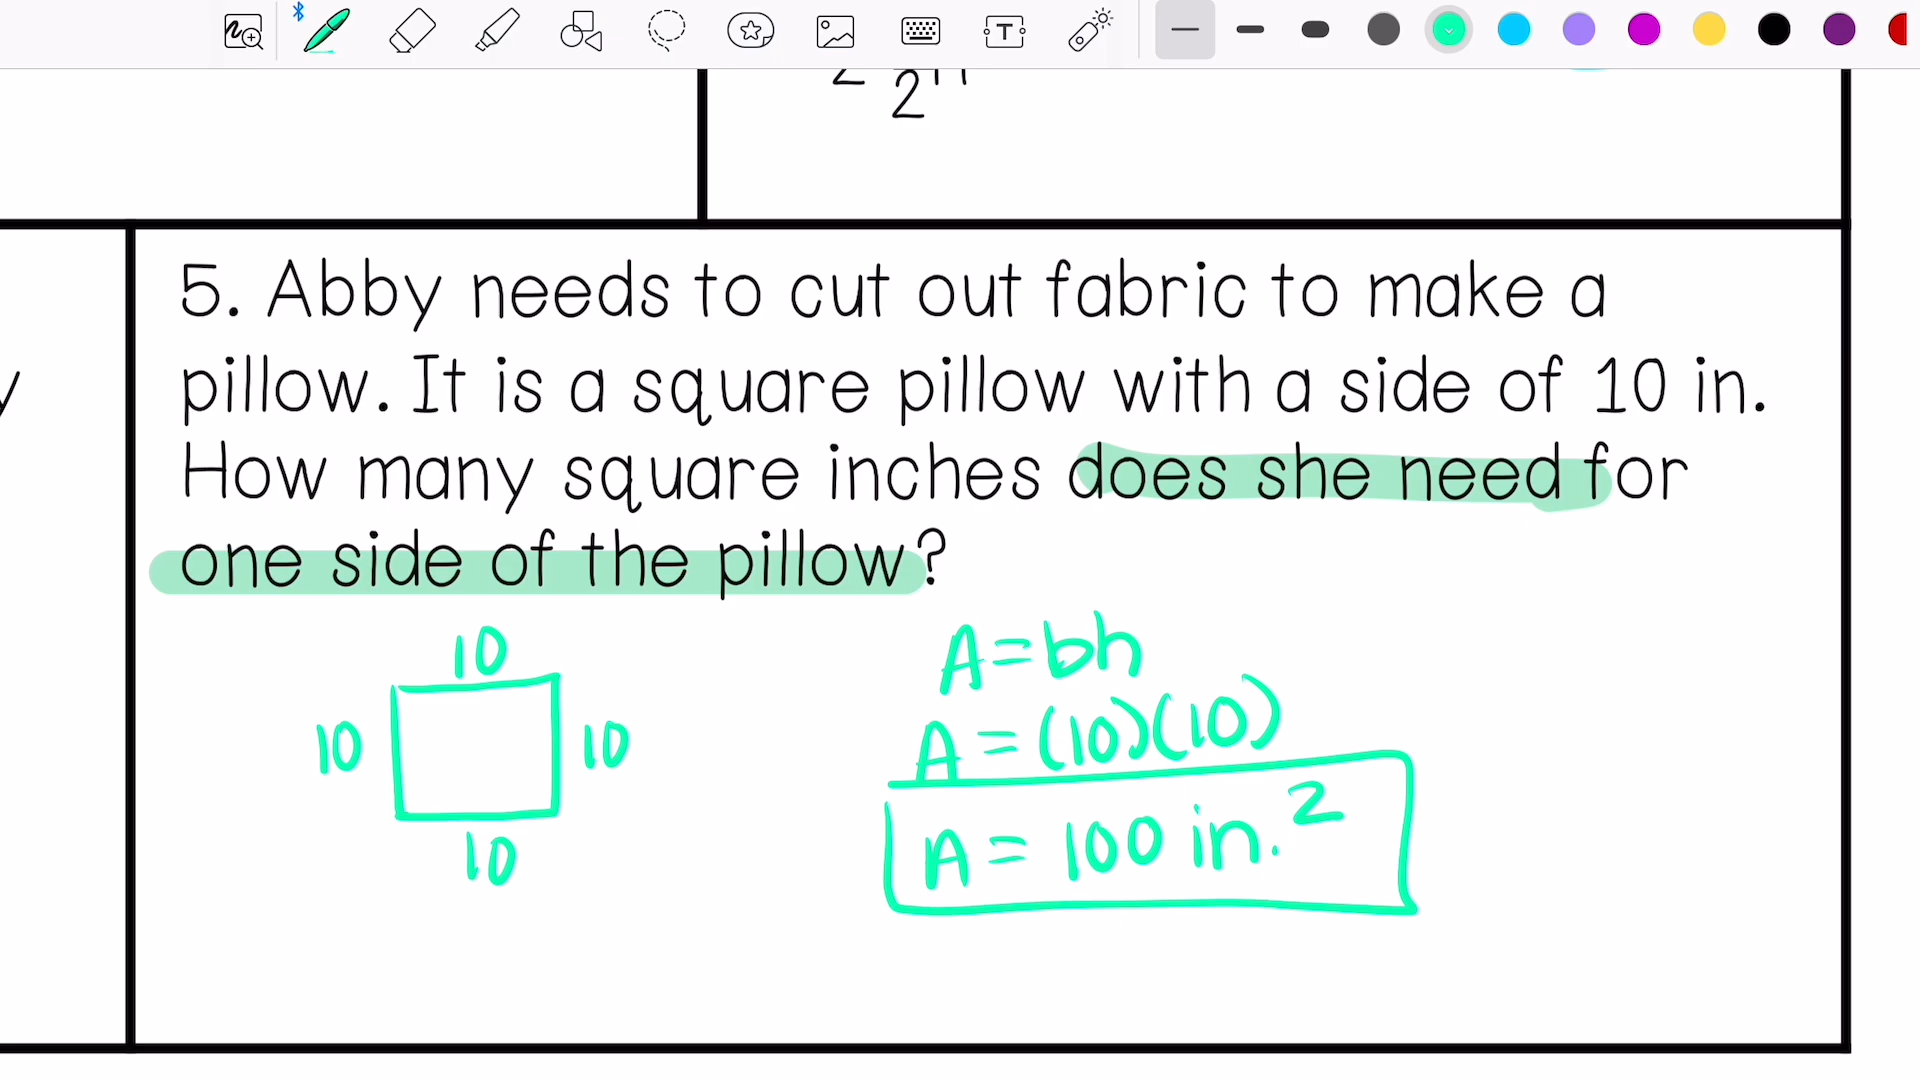 2
5. Abby needs to cut out fabric to make a
pillow. It is a square pillow with a side of 10 in.
How many square inches does she need for
one side of the pillow?
10
10 10
10
A=bh
A=(10)(10)
A= 100 in.²